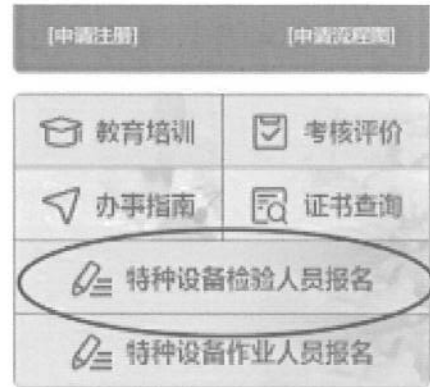 [申请注册] [申请流程图]
教育培训 考核评价
办事指南 证书查询
特种设备检验人员报名
特种设备作业人员报名